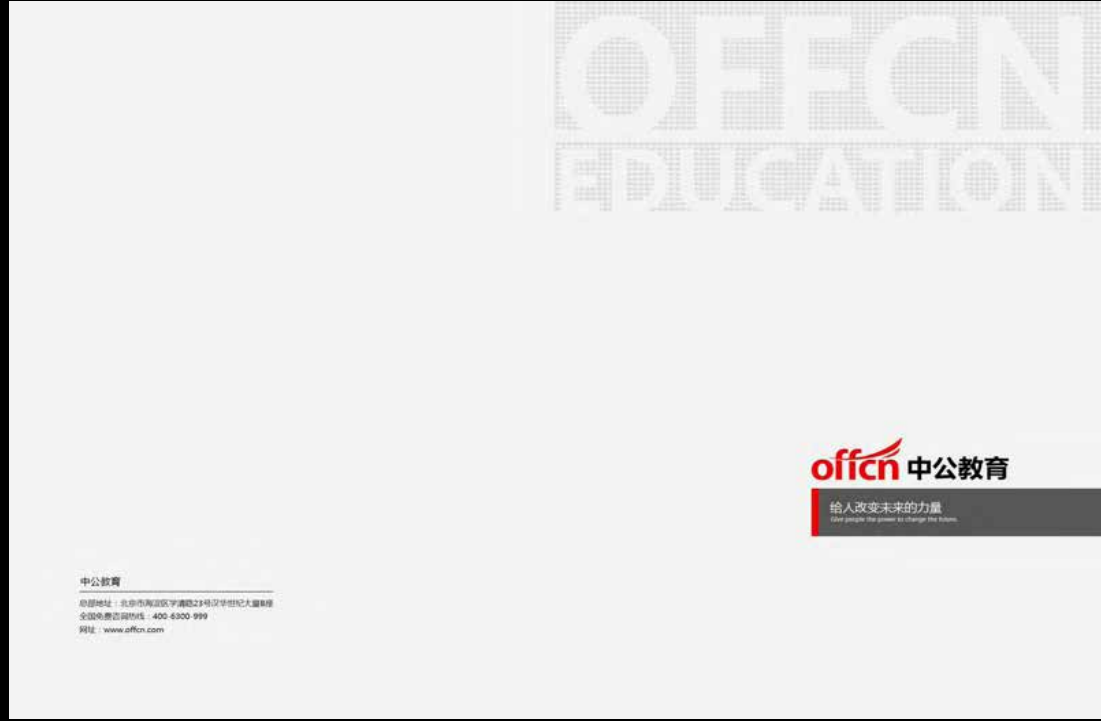 OFFCN
EDUCATION
offcn 中公教育
给人改变未来的力量
Give people the power to change the future.
中公教育
总部地址：北京市海淀区学清路23号汉华世纪大厦B座
全国免费咨询热线：400-6300-999
网址：www.offcn.com